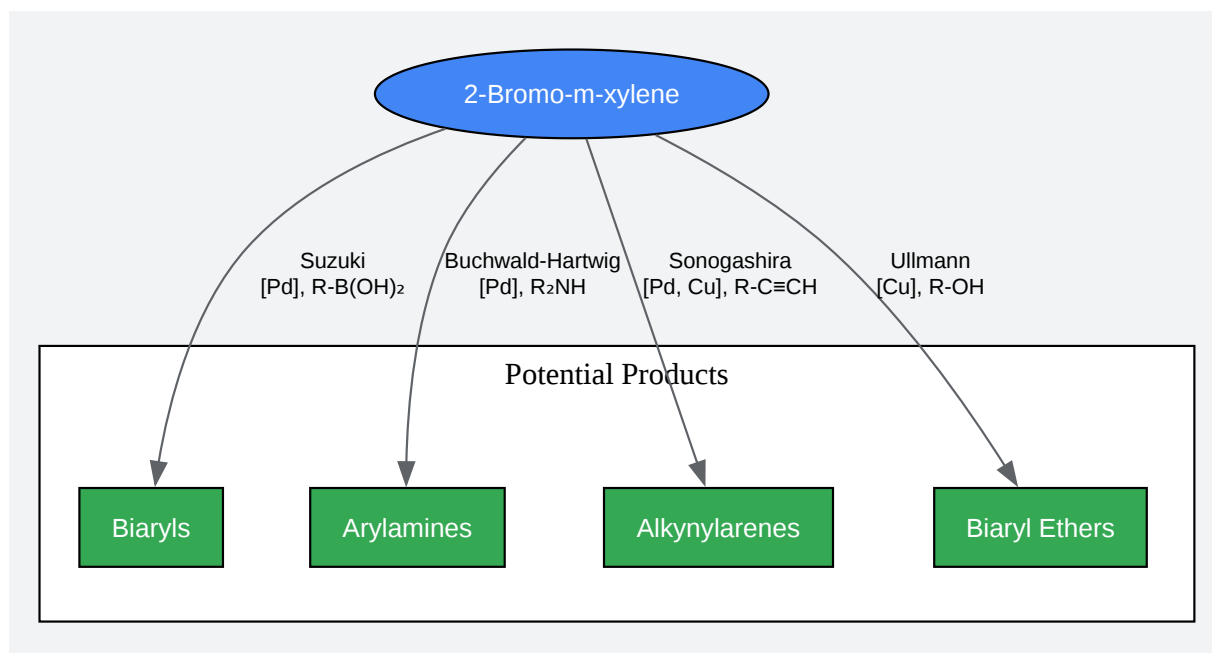 2-Bromo-m-xylene
Suzuki
[Pd], R-B(OH)₂
Buchwald-Hartwig
[Pd], R₂NH
Sonogashira
[Pd, Cu], R-C≡CH
Ullmann
[Cu], R-OH
Potential Products
Biaryls
Arylamines
Alkynylarenes
Biaryl Ethers